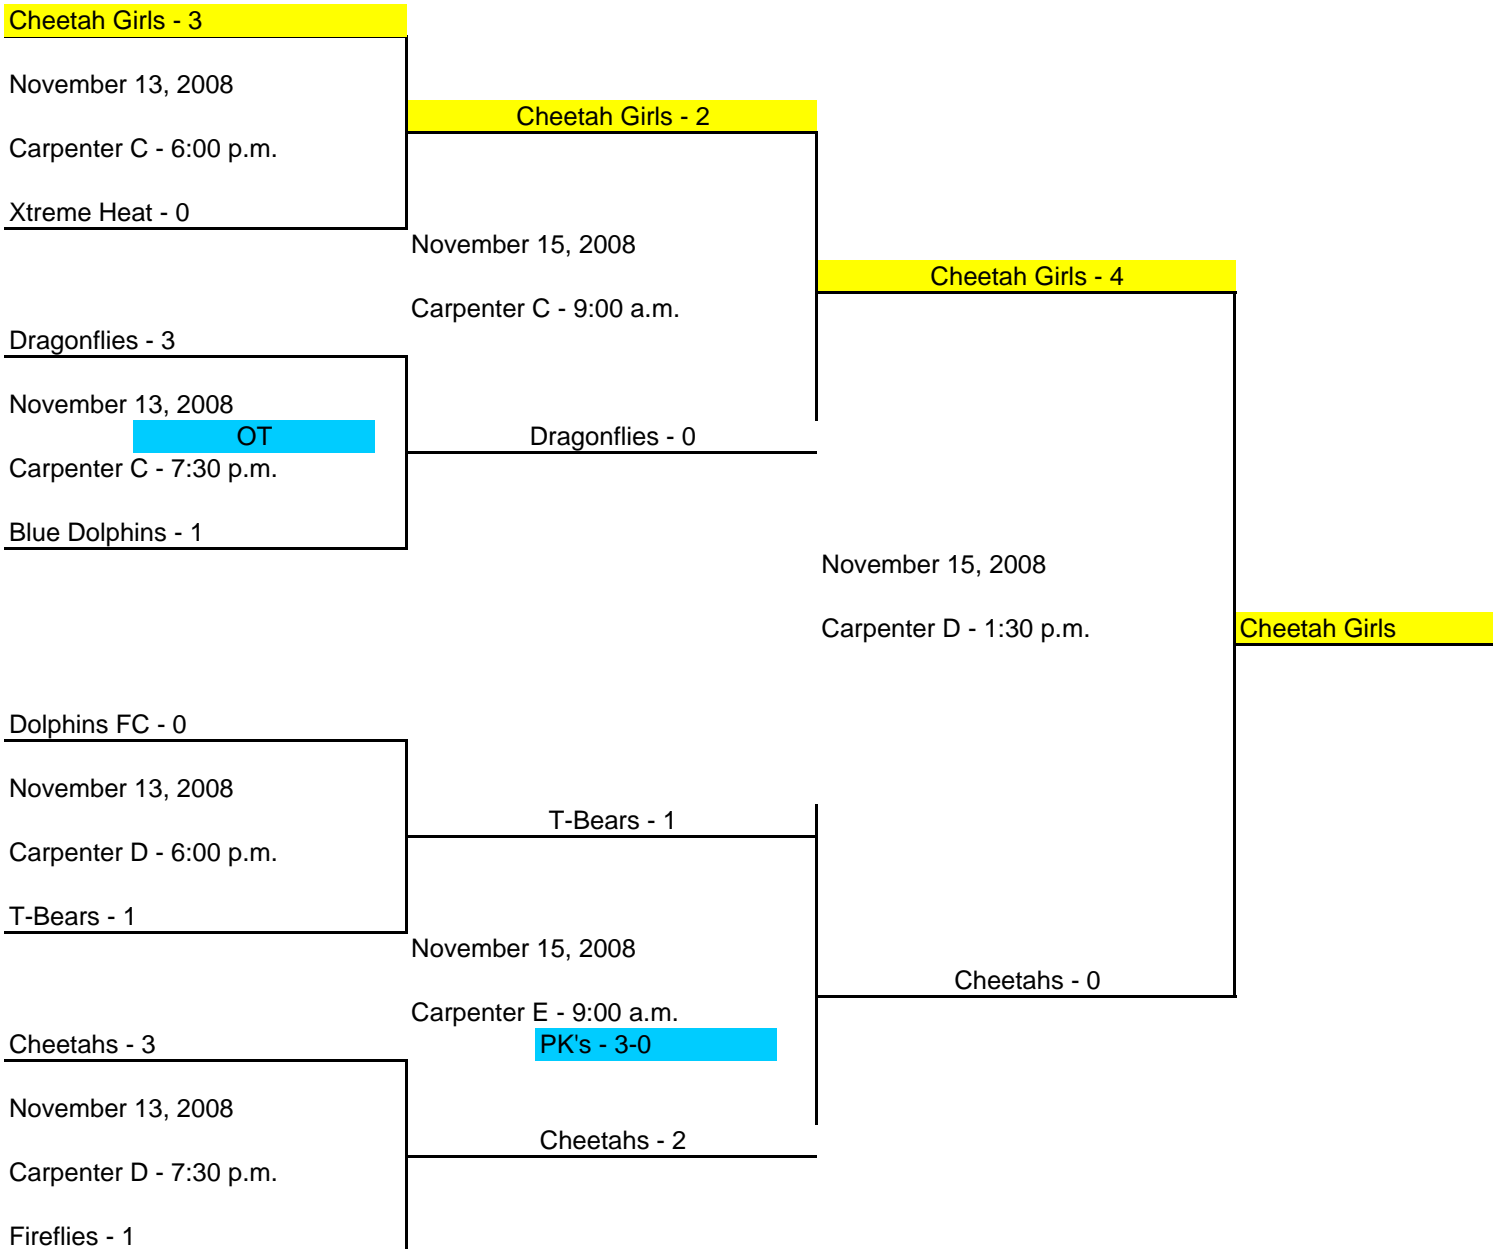 Cheetah Girls - 3
November 13, 2008
Cheetah Girls - 2
Carpenter C - 6:00 p.m.
Xtreme Heat - 0
November 15, 2008
Cheetah Girls - 4
Carpenter C - 9:00 a.m.
Dragonflies - 3
November 13, 2008
OT
Dragonflies - 0
Carpenter C - 7:30 p.m.
Blue Dolphins - 1
November 15, 2008
Carpenter D - 1:30 p.m.
Cheetah Girls
Dolphins FC - 0
November 13, 2008
T-Bears - 1
Carpenter D - 6:00 p.m.
T-Bears - 1
November 15, 2008
Cheetahs - 0
Carpenter E - 9:00 a.m.
Cheetahs - 3
PK's - 3-0
November 13, 2008
Cheetahs - 2
Carpenter D - 7:30 p.m.
Fireflies - 1